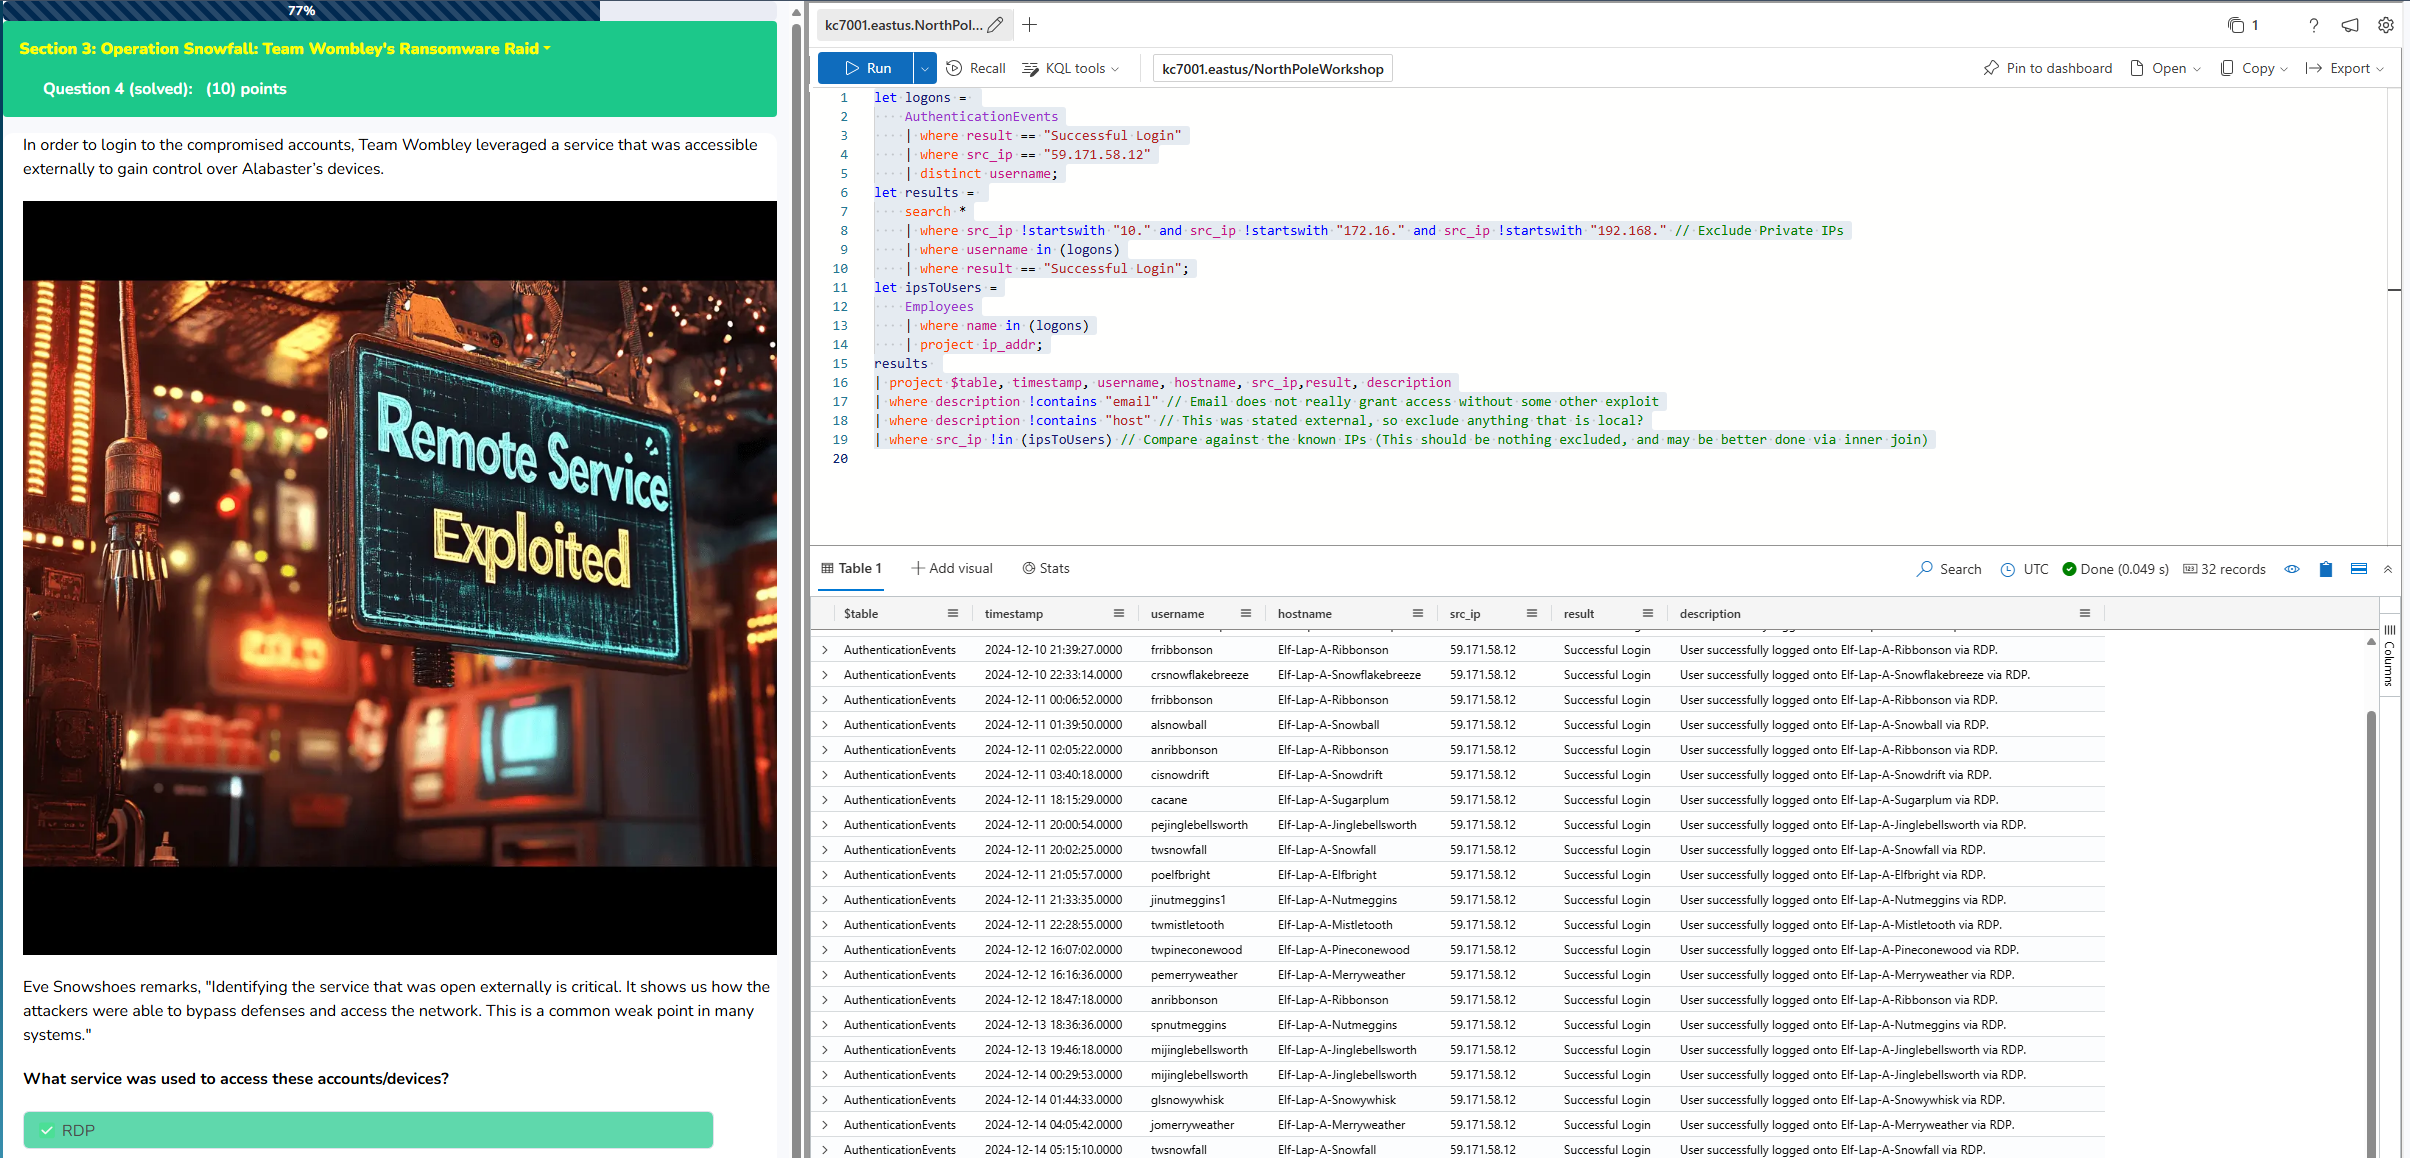 77%
Section 3: Operation Snowfall: Team Wombley's Ransomware Raid
Question 4 (solved): (10) points
In order to login to the compromised accounts, Team Wombley leveraged a service that was accessible
externally to gain control over Alabaster's devices.
Remote Service
Exploited
Eve Snowshoes remarks, "Identifying the service that was open externally is critical. It shows us how the
attackers were able to bypass defenses and access the network. This is a common weak point in many
systems."
What service was used to access these accounts/devices?
RDP
kc7001.eastus.NorthPol...
1
?
Run
Recall
KQL tools
kc7001.eastus/NorthPoleWorkshop
Pin to dashboard
Open
Copy
Export
1 let logons =
2 AuthenticationEvents
3 | where result == "Successful Login"
4 | where src_ip == "59.171.58.12"
5 | distinct username;
6 let results =
7 search *
8 | where src_ip !startswith "10." and src_ip !startswith "172.16." and src_ip !startswith "192.168." // Exclude Private IPs
9 | where username in (logons)
10 | where result == "Successful Login";
11 let ipsToUsers =
12 Employees
13 | where name in (logons)
14 | project ip_addr;
15 results
16 | project $table, timestamp, username, hostname, src_ip,result, description
17 | where description !contains "email" // Email does not really grant access without some other exploit
18 | where description !contains "host" // This was stated external, so exclude anything that is local?
19 | where src_ip !in (ipsToUsers) // Compare against the known IPs (This should be nothing excluded, and may be better done via inner join)
20
Table 1
Add visual
Stats
Search
UTC
Done (0.049 s)
32 records
$table timestamp username hostname src_ip result description
AuthenticationEvents 2024-12-10 21:39:27.0000 frribbonson Elf-Lap-A-Ribbonson 59.171.58.12 Successful Login User successfully logged onto Elf-Lap-A-Ribbonson via RDP.
AuthenticationEvents 2024-12-10 22:33:14.0000 crsnowflakebreeze Elf-Lap-A-Snowflakebreeze 59.171.58.12 Successful Login User successfully logged onto Elf-Lap-A-Snowflakebreeze via RDP.
AuthenticationEvents 2024-12-11 00:06:52.0000 frribbonson Elf-Lap-A-Ribbonson 59.171.58.12 Successful Login User successfully logged onto Elf-Lap-A-Ribbonson via RDP.
AuthenticationEvents 2024-12-11 01:39:50.0000 alsnowball Elf-Lap-A-Snowball 59.171.58.12 Successful Login User successfully logged onto Elf-Lap-A-Snowball via RDP.
AuthenticationEvents 2024-12-11 02:05:22.0000 anribbonson Elf-Lap-A-Ribbonson 59.171.58.12 Successful Login User successfully logged onto Elf-Lap-A-Ribbonson via RDP.
AuthenticationEvents 2024-12-11 03:40:18.0000 cisnowdrift Elf-Lap-A-Snowdrift 59.171.58.12 Successful Login User successfully logged onto Elf-Lap-A-Snowdrift via RDP.
AuthenticationEvents 2024-12-11 18:15:29.0000 cacane Elf-Lap-A-Sugarplum 59.171.58.12 Successful Login User successfully logged onto Elf-Lap-A-Sugarplum via RDP.
AuthenticationEvents 2024-12-11 20:00:54.0000 pejinglebellsworth Elf-Lap-A-Jinglebellsworth 59.171.58.12 Successful Login User successfully logged onto Elf-Lap-A-Jinglebellsworth via RDP.
AuthenticationEvents 2024-12-11 20:02:25.0000 twsnowfall Elf-Lap-A-Snowfall 59.171.58.12 Successful Login User successfully logged onto Elf-Lap-A-Snowfall via RDP.
AuthenticationEvents 2024-12-11 21:05:57.0000 poelfbright Elf-Lap-A-Elfbright 59.171.58.12 Successful Login User successfully logged onto Elf-Lap-A-Elfbright via RDP.
AuthenticationEvents 2024-12-11 21:33:35.0000 jinutmeggins1 Elf-Lap-A-Nutmeggins 59.171.58.12 Successful Login User successfully logged onto Elf-Lap-A-Nutmeggins via RDP.
AuthenticationEvents 2024-12-11 22:28:55.0000 twmistletooth Elf-Lap-A-Mistletooth 59.171.58.12 Successful Login User successfully logged onto Elf-Lap-A-Mistletooth via RDP.
AuthenticationEvents 2024-12-12 16:07:02.0000 twpineconewood Elf-Lap-A-Pineconewood 59.171.58.12 Successful Login User successfully logged onto Elf-Lap-A-Pineconewood via RDP.
AuthenticationEvents 2024-12-12 16:16:36.0000 pemerryweather Elf-Lap-A-Merryweather 59.171.58.12 Successful Login User successfully logged onto Elf-Lap-A-Merryweather via RDP.
AuthenticationEvents 2024-12-12 18:47:18.0000 anribbonson Elf-Lap-A-Ribbonson 59.171.58.12 Successful Login User successfully logged onto Elf-Lap-A-Ribbonson via RDP.
AuthenticationEvents 2024-12-13 18:36:36.0000 spnutmeggins Elf-Lap-A-Nutmeggins 59.171.58.12 Successful Login User successfully logged onto Elf-Lap-A-Nutmeggins via RDP.
AuthenticationEvents 2024-12-13 19:46:18.0000 mijinglebellsworth Elf-Lap-A-Jinglebellsworth 59.171.58.12 Successful Login User successfully logged onto Elf-Lap-A-Jinglebellsworth via RDP.
AuthenticationEvents 2024-12-14 00:29:53.0000 mijinglebellsworth Elf-Lap-A-Jinglebellsworth 59.171.58.12 Successful Login User successfully logged onto Elf-Lap-A-Jinglebellsworth via RDP.
AuthenticationEvents 2024-12-14 01:44:33.0000 glsnowywhisk Elf-Lap-A-Snowywhisk 59.171.58.12 Successful Login User successfully logged onto Elf-Lap-A-Snowywhisk via RDP.
AuthenticationEvents 2024-12-14 04:05:42.0000 jomerryweather Elf-Lap-A-Merryweather 59.171.58.12 Successful Login User successfully logged onto Elf-Lap-A-Merryweather via RDP.
AuthenticationEvents 2024-12-14 05:15:10.0000 twsnowfall Elf-Lap-A-Snowfall 59.171.58.12 Successful Login User successfully logged onto Elf-Lap-A-Snowfall via RDP.
Columns